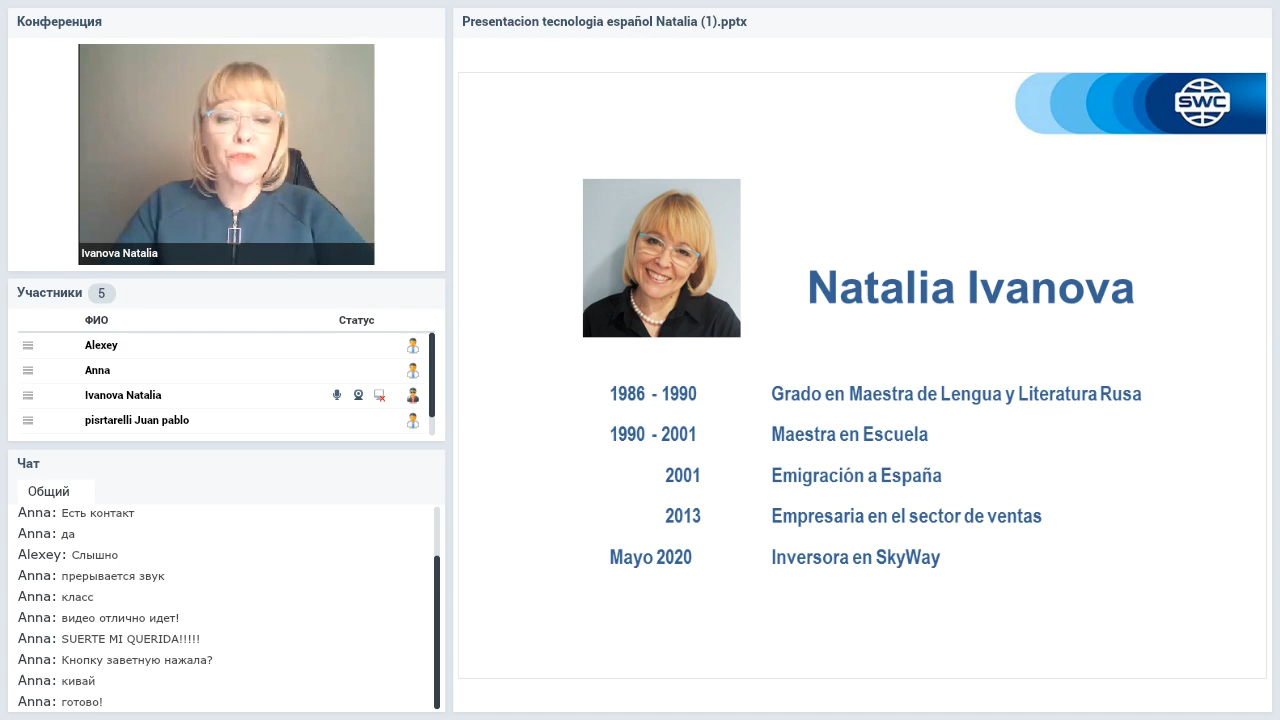 Конференция
Ivanova Natalia
Участники 5
ФИО Статус
Alexey
Anna
Ivanova Natalia
pisrtarelli Juan pablo
Чат
Общий
Anna: Есть контакт
Anna: да
Alexey: Слышно
Anna: прерывается звук
Anna: класс
Anna: видео отлично идет!
Anna: SUERTE MI QUERIDA!!!!!
Anna: Кнопку заветную нажала?
Anna: кивай
Anna: готово!
Presentacion tecnologia español Natalia (1).pptx
SWC
Natalia Ivanova
1986 - 1990 Grado en Maestra de Lengua y Literatura Rusa
1990 - 2001 Maestra en Escuela
2001 Emigración a España
2013 Empresaria en el sector de ventas
Mayo 2020 Inversora en SkyWay